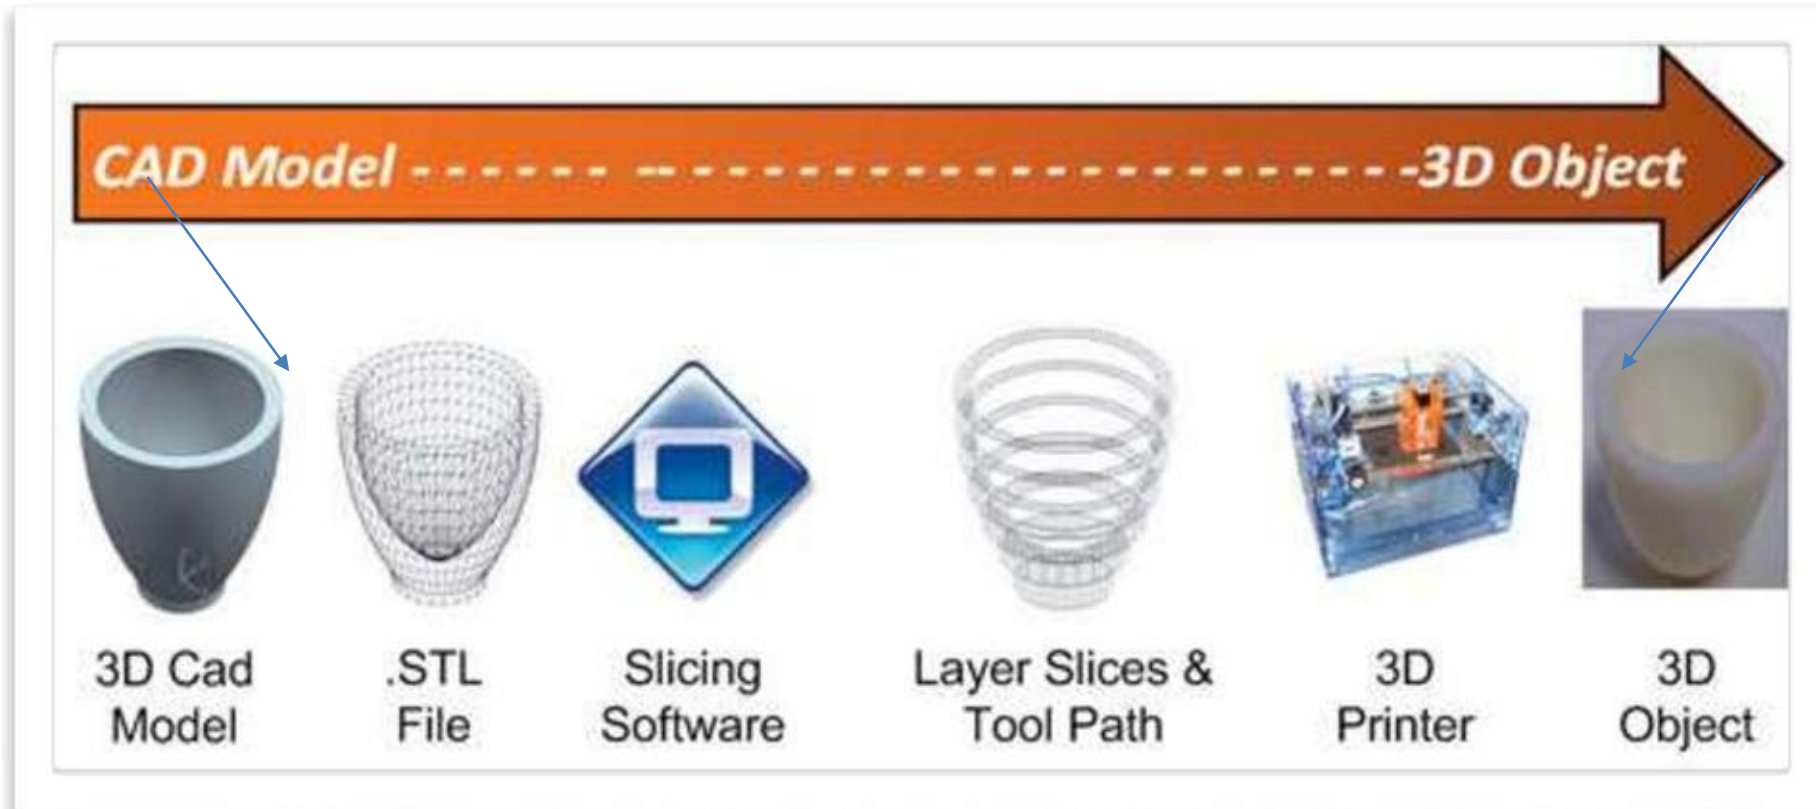 CAD Model - - - - - - -- - - - - - - - - - - - - - - - - - - - - -3D Object
3D Cad
Model
.STL
File
Slicing
Software
Layer Slices &
Tool Path
3D
Printer
3D
Object